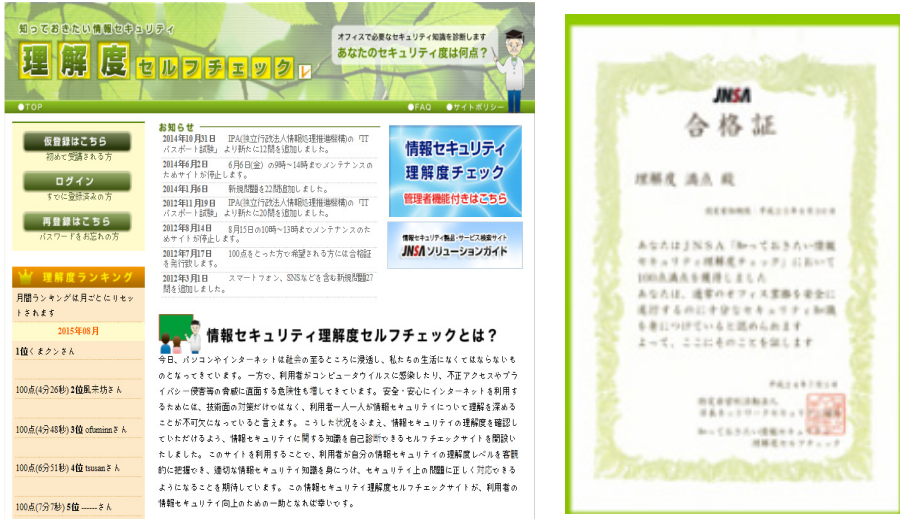 知っておきたい情報セキュリティ
理解度セルフチェック
オフィスで必要なセキュリティ知識を診断します
あなたのセキュリティ度は何点？
●TOP
●FAQ ●サイトポリシー
仮登録はこちら
初めて受講される方
ログイン
すでに登録済みの方
再登録はこちら
パスワードをお忘れの方
理解度ランキング
月間ランキングは月ごとにリセッ
トされます
2015年08月
1位くまクンさん
100点(4分26秒) 2位風来坊さん
100点(4分48秒) 3位 oftuminnさん
100点(6分51秒) 4位 tsusanさん
100点(7分7秒) 5位 ------さん
お知らせ
2014年10月31日 IPA(独立行政法人情報処理推進機構)の「IT
パスポート試験」より新たに12問を追加しました。
2014年6月2日 6月6日(金) の9時～14時までメンテナンスの
ためサイトが停止します。
2014年1月6日 新規問題を22問追加しました。
2012年11月19日 IPA(独立行政法人情報処理推進機構)の「IT
パスポート試験」より新たに20問を追加しました。
2012年8月14日 8月15日の10時～13時までメンテナンスのた
めサイトが停止します。
2012年7月17日 100点をとった方で希望される方には合格証
を発行致します。
2012年3月1日 スマートフォン、SNSなどを含む新規問題27
問を追加しました。
情報セキュリティ
理解度チェック
管理者機能付きはこちら
情報セキュリティ製品・サービス検索サイト
JNSAソリューションガイド
情報セキュリティ理解度セルフチェックとは？
今日、パソコンやインターネットは社会の至るところに浸透し、私たちの生活になくてはならないも
のとなってきています。一方で、利用者がコンピュータウイルスに感染したり、不正アクセスやプラ
イバシー侵害等の脅威に直面する危険性も増してきています。安全・安心にインターネットを利用す
るためには、技術面の対策だけではなく、利用者一人一人が情報セキュリティについて理解を深める
ことが不可欠になっていると言えます。こうした状況をふまえ、情報セキュリティの理解度を確認し
ていただけるよう、情報セキュリティに関する知識を自己診断できるセルフチェックサイトを開設い
たしました。このサイトを利用することで、利用者が自分の情報セキュリティの理解度レベルを客観
的に把握でき、適切な情報セキュリティ知識を身につけ、セキュリティ上の問題に正しく対応できる
ようになることを期待しています。この情報セキュリティ理解度セルフチェックサイトが、利用者の
情報セキュリティ向上のための一助となれば幸いです。
JNSA
合格証
理解度 満点 殿
あなたはJNSA「知っておきたい情報
セキュリティ理解度チェック」において
100点満点を獲得しました
あなたは、通常のオフィス業務を安全に
遂行するのに十分なセキュリティ知識
を身につけていると認められます
よって、ここにそのことを証します